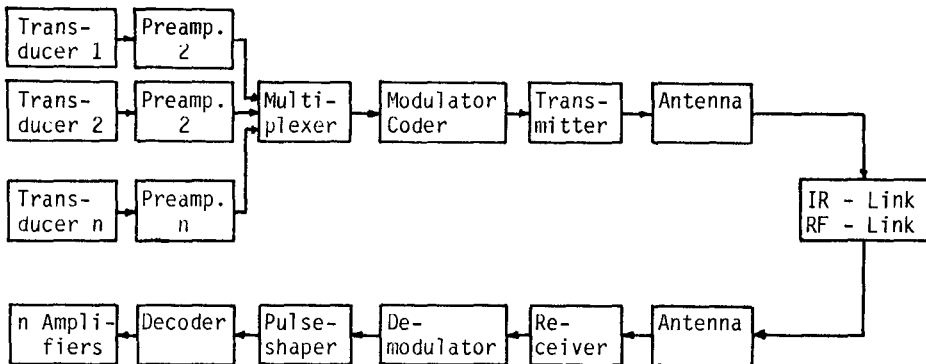 Trans-
ducer 1
Preamp.
2
Trans-
ducer 2
Preamp.
2
Multi-
plexer
Modulator
Coder
Trans-
mitter
Antenna
Trans-
ducer n
Preamp.
n
IR - Link
RF - Link
n Ampli-
fiers
Decoder
Pulse-
shaper
De-
modulator
Re-
ceiver
Antenna